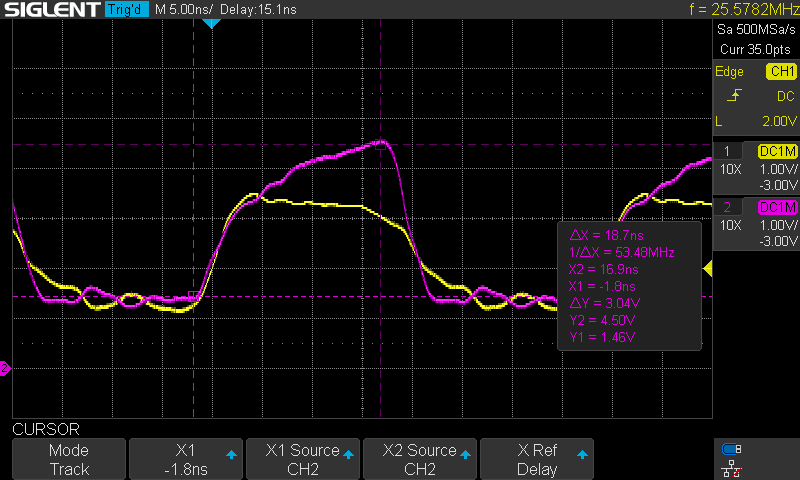 SIGLENT Trig'd M 5.00ns/ Delay:15.1ns f = 25.5782MHz
Sa 500MSa/s
Curr 35.0pts
Edge CH1
DC
L 2.00V
1 DC1M
10X 1.00V/
-3.00V
2 DC1M
10X 1.00V/
-3.00V
ΔX = 18.7ns
1/ΔX = 53.48MHz
X2 = 16.9ns
X1 = -1.8ns
ΔY = 3.04V
Y2 = 4.50V
Y1 = 1.46V
2
CURSOR
Mode X1 X1 Source X2 Source X Ref
Track -1.8ns CH2 CH2 Delay